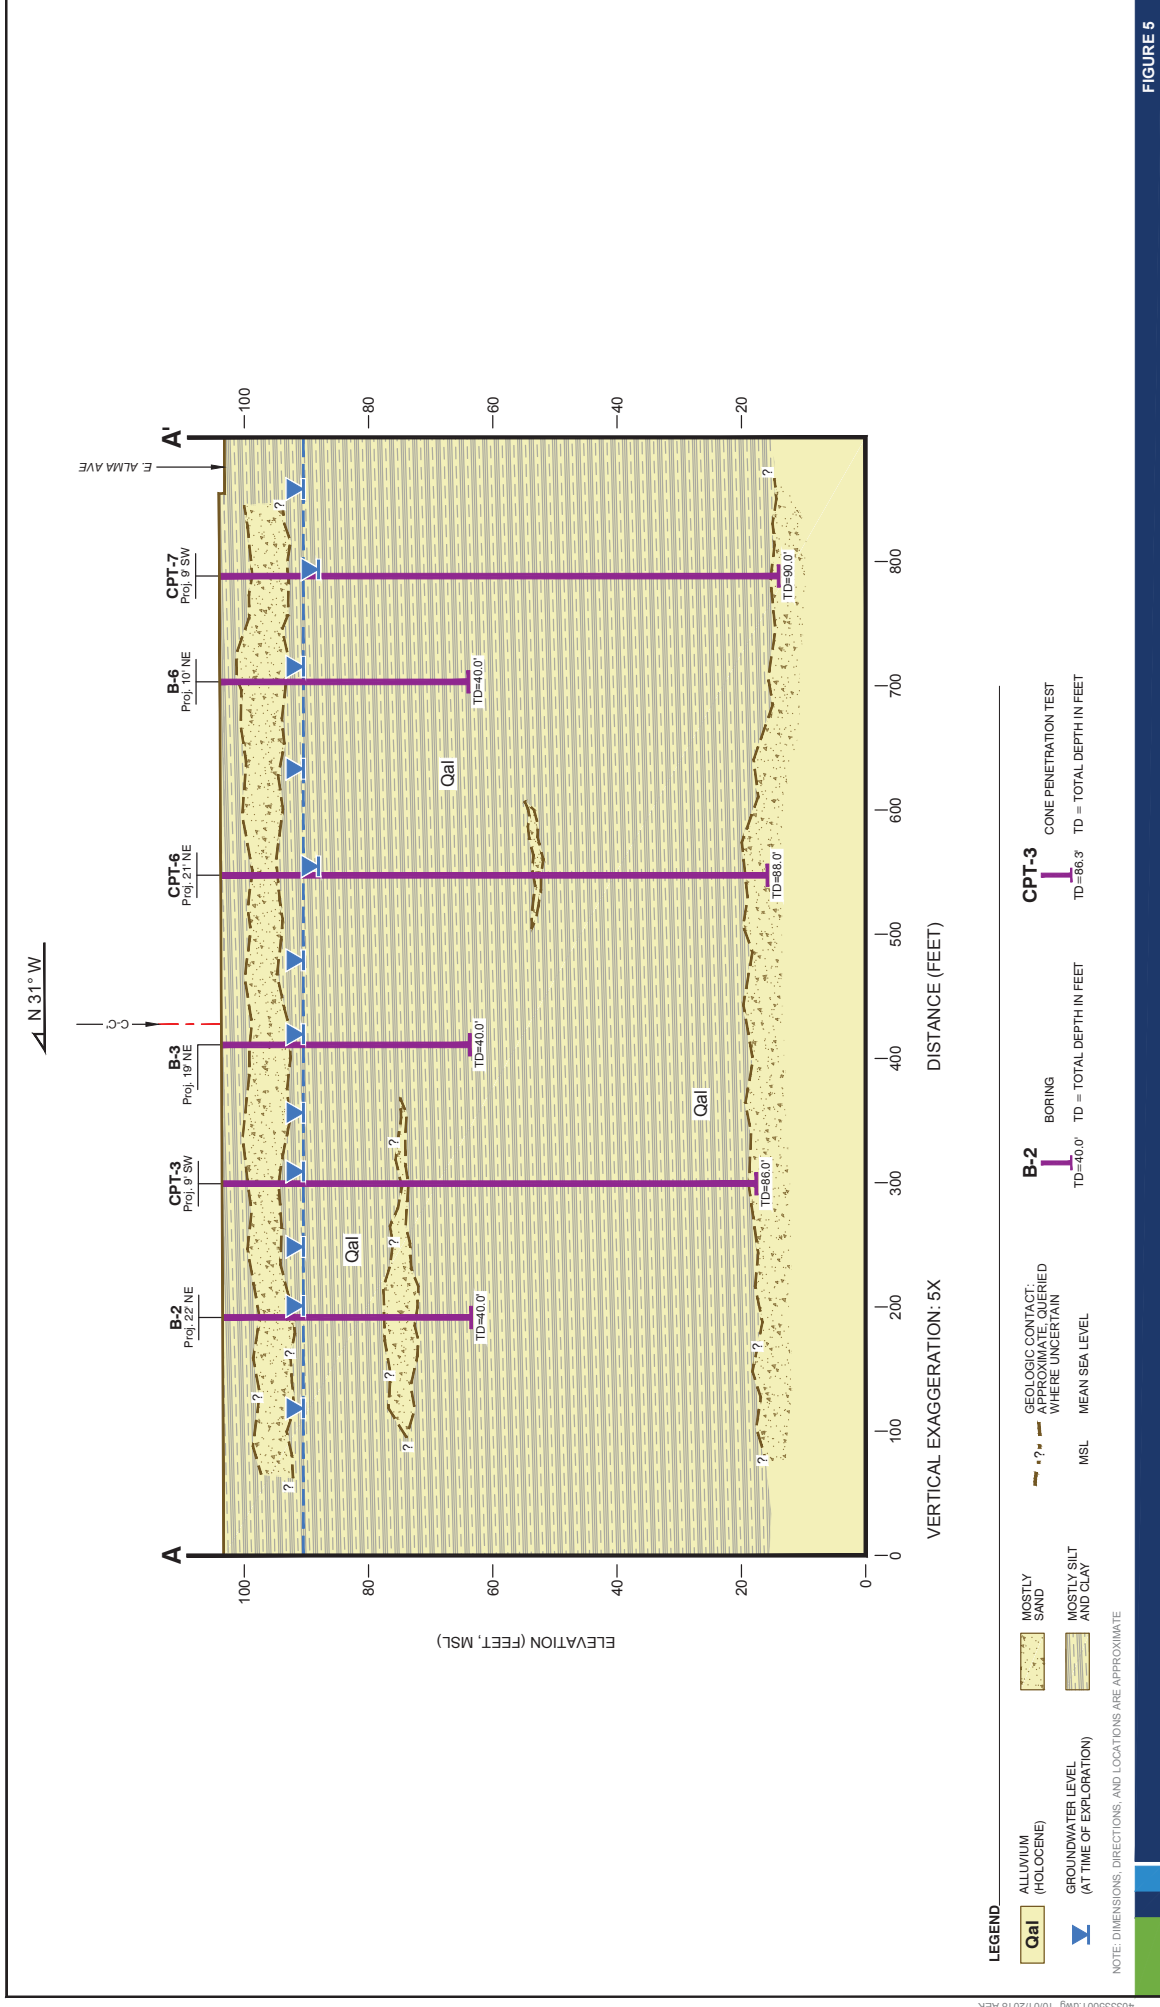 N 31° W
C-C'
E. ALMA AVE
A
A'
B-2
Proj. 22' NE
CPT-3
Proj. 9' SW
B-3
Proj. 19' NE
CPT-6
Proj. 21' NE
B-6
Proj. 10' NE
CPT-7
Proj. 9' SW
ELEVATION (FEET, MSL)
100
80
60
40
20
0
100
80
60
40
20
?
?
?
?
?
?
?
?
?
?
?
?
Qal
Qal
Qal
TD=40.0'
TD=86.0'
TD=40.0'
TD=88.0'
TD=40.0'
TD=90.0'
0
100
200
300
400
500
600
700
800
VERTICAL EXAGGERATION: 5X
DISTANCE (FEET)
LEGEND
Qal
ALLUVIUM
(HOLOCENE)
GROUNDWATER LEVEL
(AT TIME OF EXPLORATION)
MOSTLY
SAND
MOSTLY SILT
AND CLAY
?
GEOLOGIC CONTACT:
APPROXIMATE, QUERIED
WHERE UNCERTAIN
MSL
MEAN SEA LEVEL
B-2
BORING
TD=40.0'
TD = TOTAL DEPTH IN FEET
CPT-3
CONE PENETRATION TEST
TD=86.3'
TD = TOTAL DEPTH IN FEET
NOTE: DIMENSIONS, DIRECTIONS, AND LOCATIONS ARE APPROXIMATE
FIGURE 5